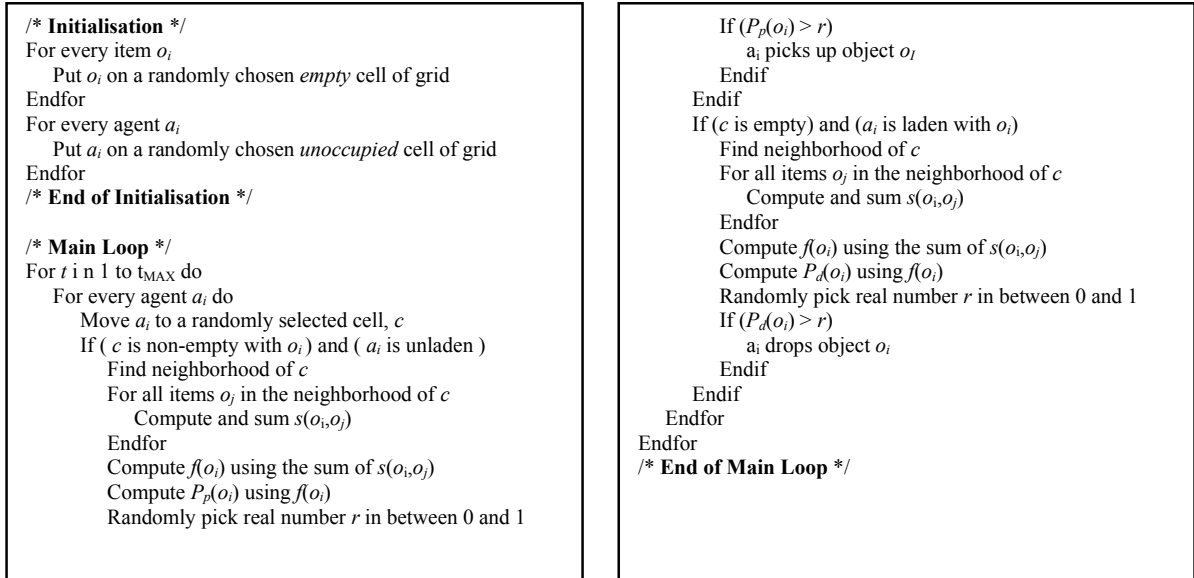 /* Initialisation */
For every item oi
Put oi on a randomly chosen empty cell of grid
Endfor
For every agent ai
Put ai on a randomly chosen unoccupied cell of grid
Endfor
/* End of Initialisation */
/* Main Loop */
For t i n 1 to tMAX do
For every agent ai do
Move ai to a randomly selected cell, c
If ( c is non-empty with oi ) and ( ai is unladen )
Find neighborhood of c
For all items oj in the neighborhood of c
Compute and sum s(oi,oj)
Endfor
Compute f(oi) using the sum of s(oi,oj)
Compute Pp(oi) using f(oi)
Randomly pick real number r in between 0 and 1
If (Pp(oi) > r)
ai picks up object oI
Endif
Endif
If (c is empty) and (ai is laden with oi)
Find neighborhood of c
For all items oj in the neighborhood of c
Compute and sum s(oi,oj)
Endfor
Compute f(oi) using the sum of s(oi,oj)
Compute Pd(oi) using f(oi)
Randomly pick real number r in between 0 and 1
If (Pd(oi) > r)
ai drops object oi
Endif
Endif
Endfor
Endfor
/* End of Main Loop */